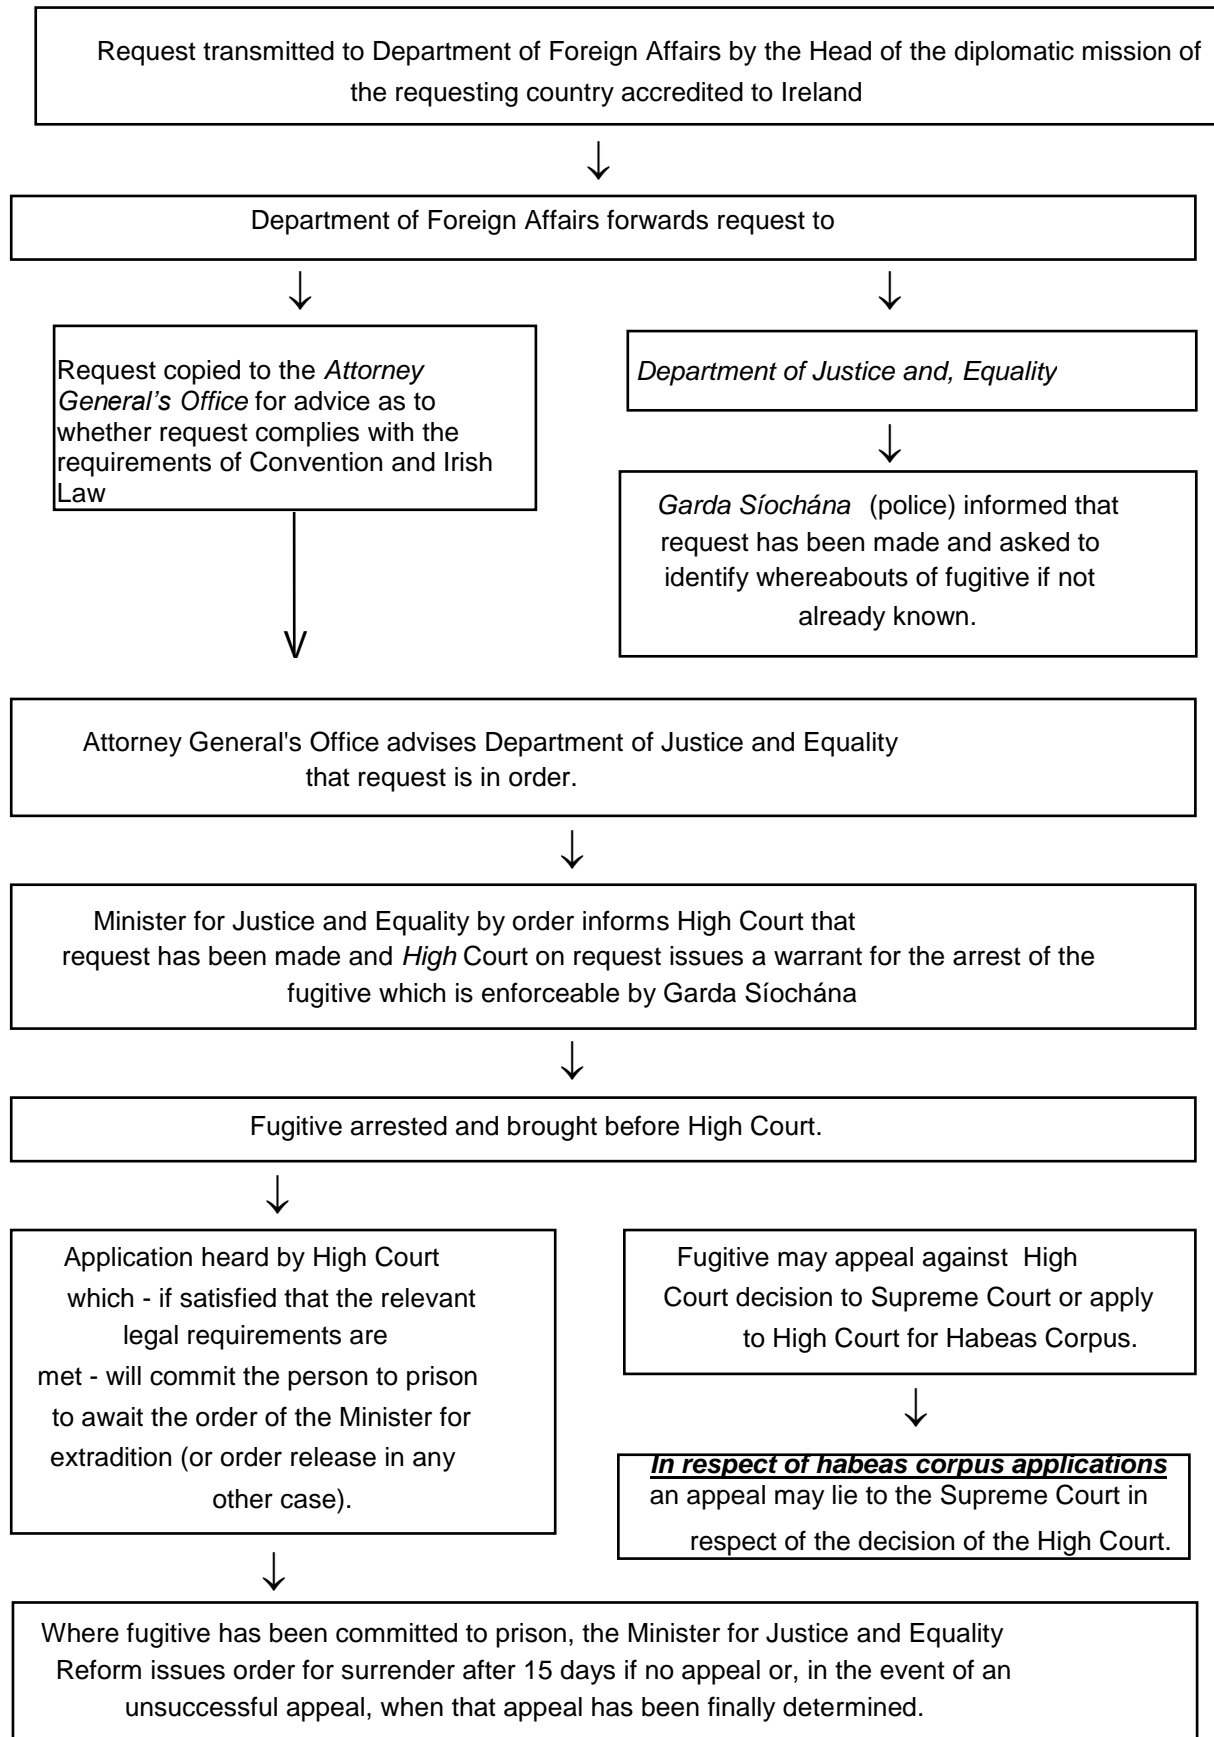 Request transmitted to Department of Foreign Affairs by the Head of the diplomatic mission of
the requesting country accredited to Ireland
Department of Foreign Affairs forwards request to
Request copied to the Attorney
General's Office for advice as to
whether request complies with the
requirements of Convention and Irish
Law
Department of Justice and, Equality
Garda Síochána (police) informed that
request has been made and asked to
identify whereabouts of fugitive if not
already known.
Attorney General's Office advises Department of Justice and Equality
that request is in order.
Minister for Justice and Equality by order informs High Court that
request has been made and High Court on request issues a warrant for the arrest of the
fugitive which is enforceable by Garda Síochána
Fugitive arrested and brought before High Court.
Application heard by High Court
which - if satisfied that the relevant
legal requirements are
met - will commit the person to prison
to await the order of the Minister for
extradition (or order release in any
other case).
Fugitive may appeal against High
Court decision to Supreme Court or apply
to High Court for Habeas Corpus.
In respect of habeas corpus applications
an appeal may lie to the Supreme Court in
respect of the decision of the High Court.
Where fugitive has been committed to prison, the Minister for Justice and Equality
Reform issues order for surrender after 15 days if no appeal or, in the event of an
unsuccessful appeal, when that appeal has been finally determined.